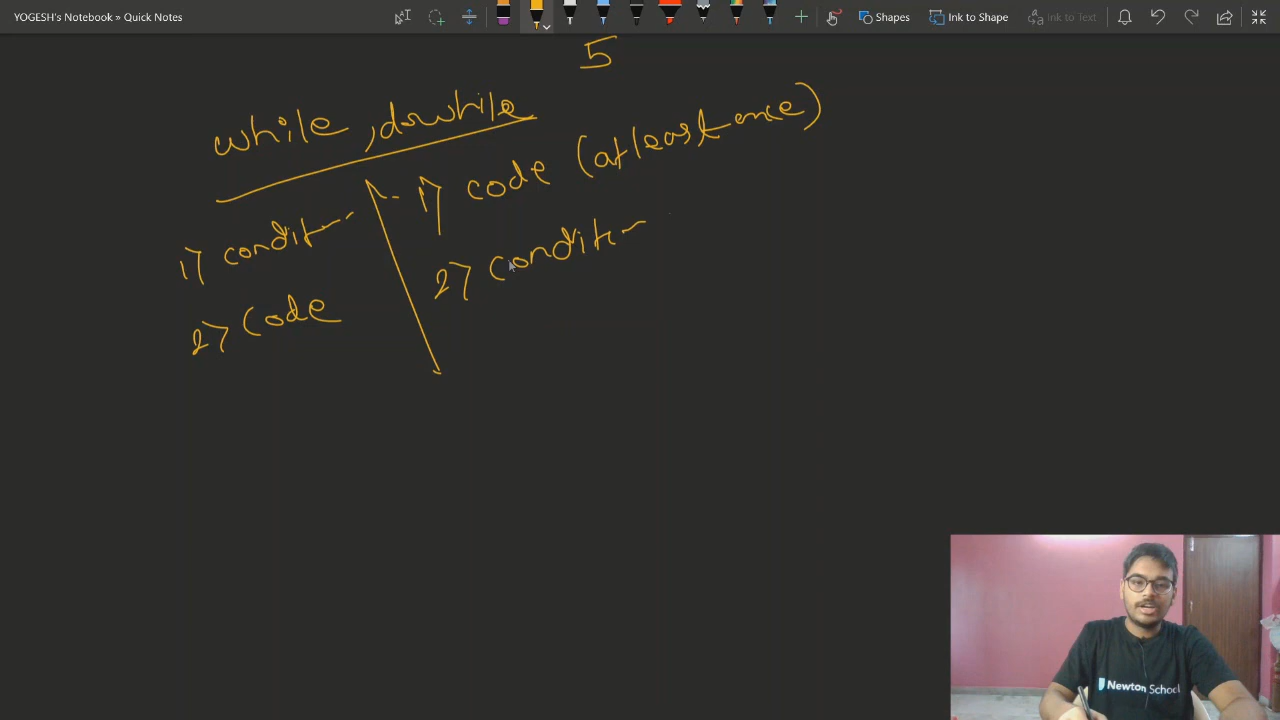 YOGESH's Notebook » Quick Notes
Shapes
Ink to Shape
Ink to Text
5
while, dowhile
1) condition
2) code
1) code (atleast once)
2) condition
Newton School